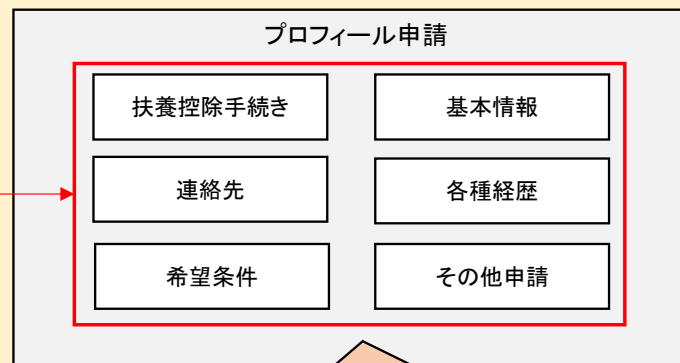 プロフィール申請
扶養控除手続き
基本情報
連絡先
各種経歴
希望条件
その他申請